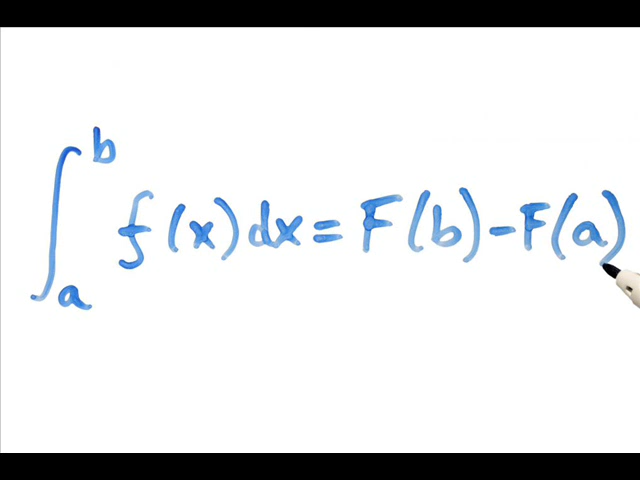 ∫_a^b f(x)dx = F(b) - F(a)